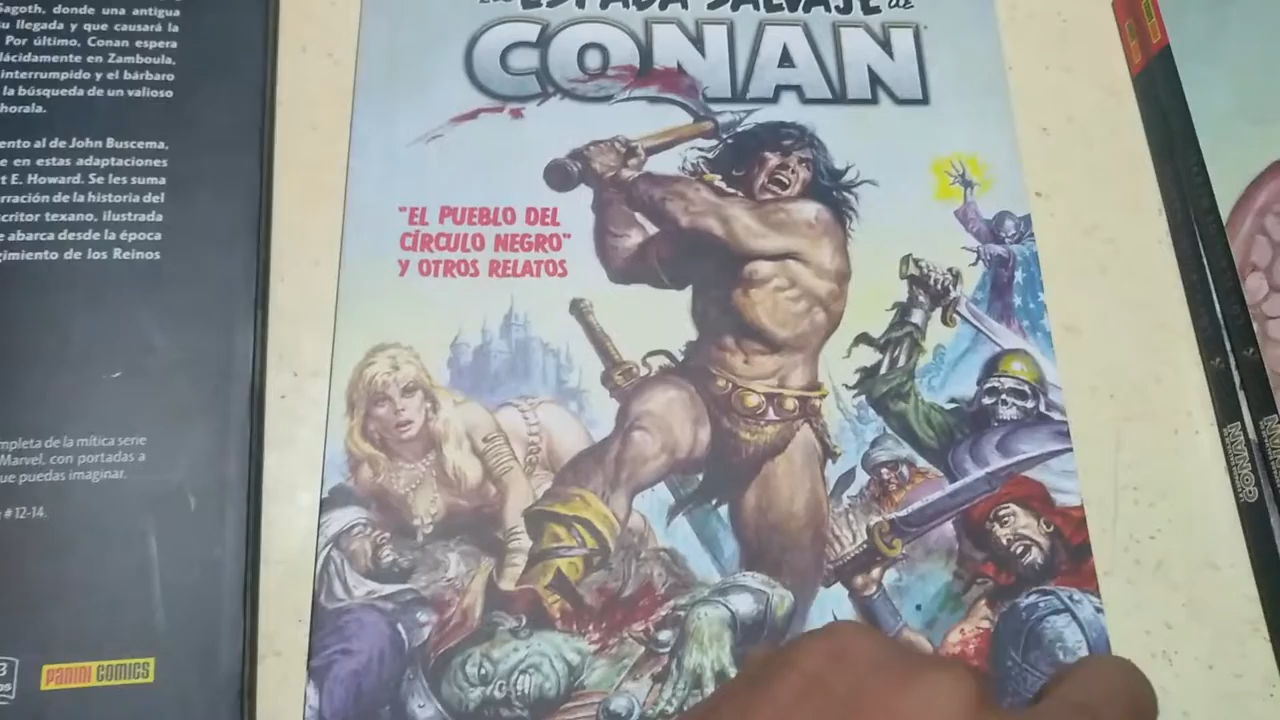 Sagoth, donde una antigua
su llegada y que causará la
Por último, Conan espera
plácidamente en Zamboula,
interrumpido y el bárbaro
la búsqueda de un valioso
ento al de John Buscema,
e en estas adaptaciones
t E. Howard. Se les suma
rración de la historia del
critor texano, ilustrada
e abarca desde la época
gimiento de los Reinos
mpleta de la mítica serie
Marvel, con portadas a
ue puedas imaginar.
#12-14.
PANINI COMICS
LA ESPADA SALVAJE de
CONAN
"EL PUEBLO DEL
CÍRCULO NEGRO"
Y OTROS RELATOS
CONAN